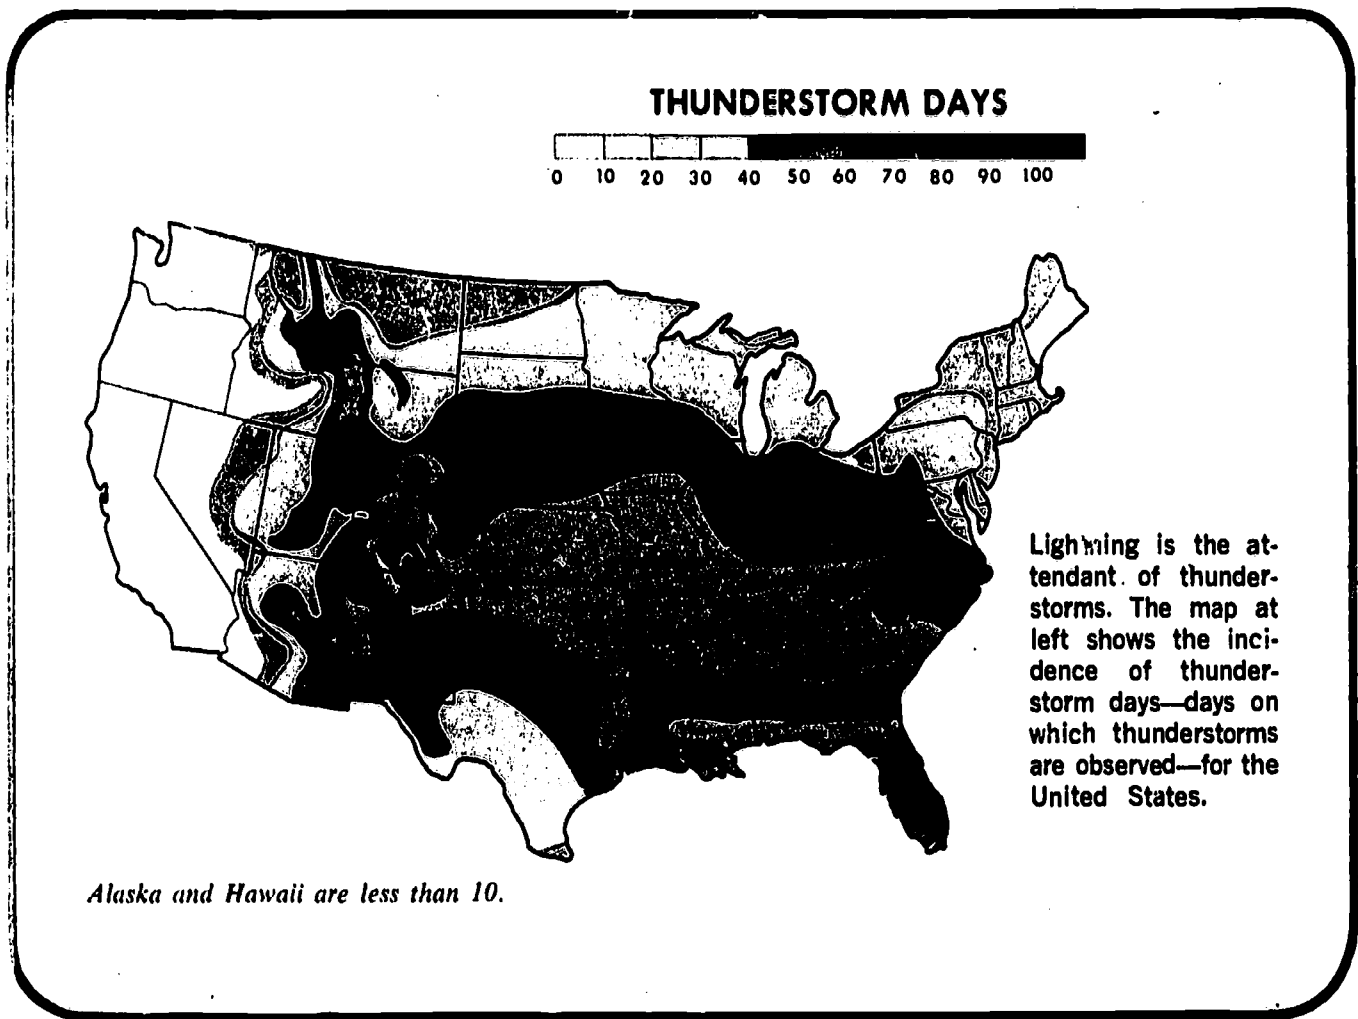 THUNDERSTORM DAYS
0 10 20 30 40 50 60 70 80 90 100
Lightning is the at-
tendant of thunder-
storms. The map at
left shows the inci-
dence of thunder-
storm days—days on
which thunderstorms
are observed—for the
United States.
Alaska and Hawaii are less than 10.